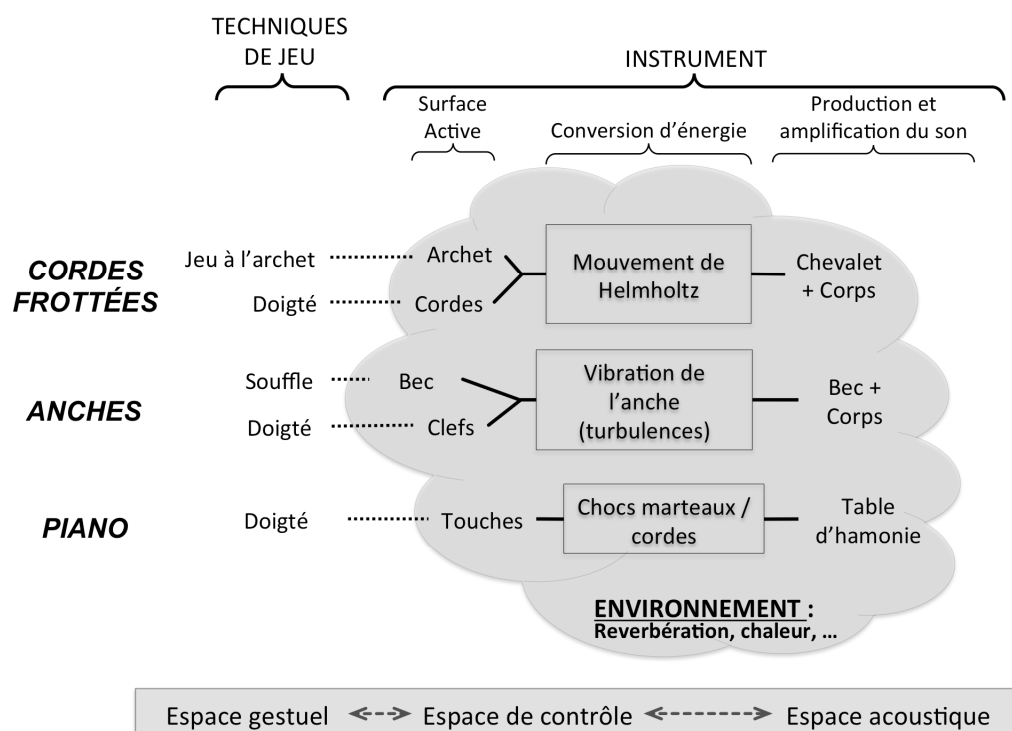 TECHNIQUES
DE JEU
INSTRUMENT
Surface
Active
Conversion d'énergie
Production et
amplification du son
CORDES
FROTTÉES
Jeu à l'archet
Archet
Doigté
Cordes
Mouvement de
Helmholtz
Chevalet
+ Corps
ANCHES
Souffle
Bec
Doigté
Clefs
Vibration de
l'anche
(turbulences)
Bec +
Corps
PIANO
Doigté
Touches
Chocs marteaux /
cordes
Table
d'hamonie
ENVIRONNEMENT :
Reverbération, chaleur, ...
Espace gestuel
Espace de contrôle
Espace acoustique